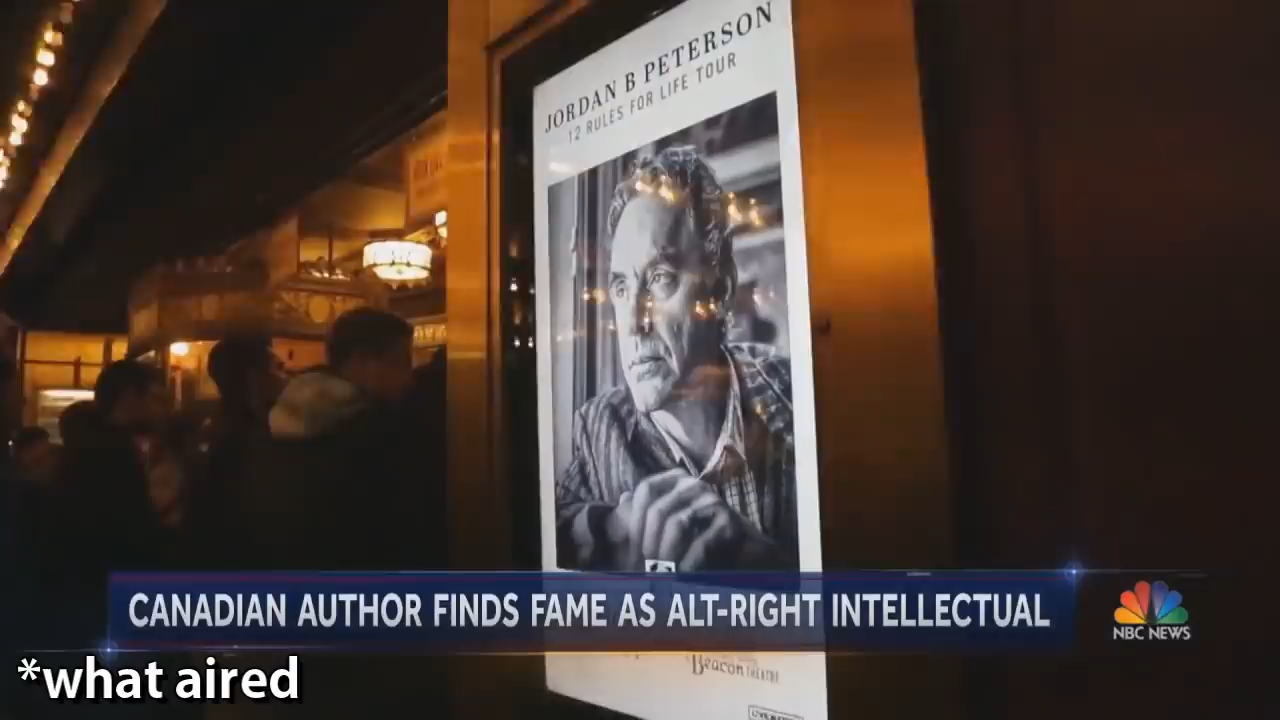 JORDAN B PETERSON
12 RULES FOR LIFE TOUR
CANADIAN AUTHOR FINDS FAME AS ALT-RIGHT INTELLECTUAL
NBC NEWS
Beacon THEATRE
*what aired